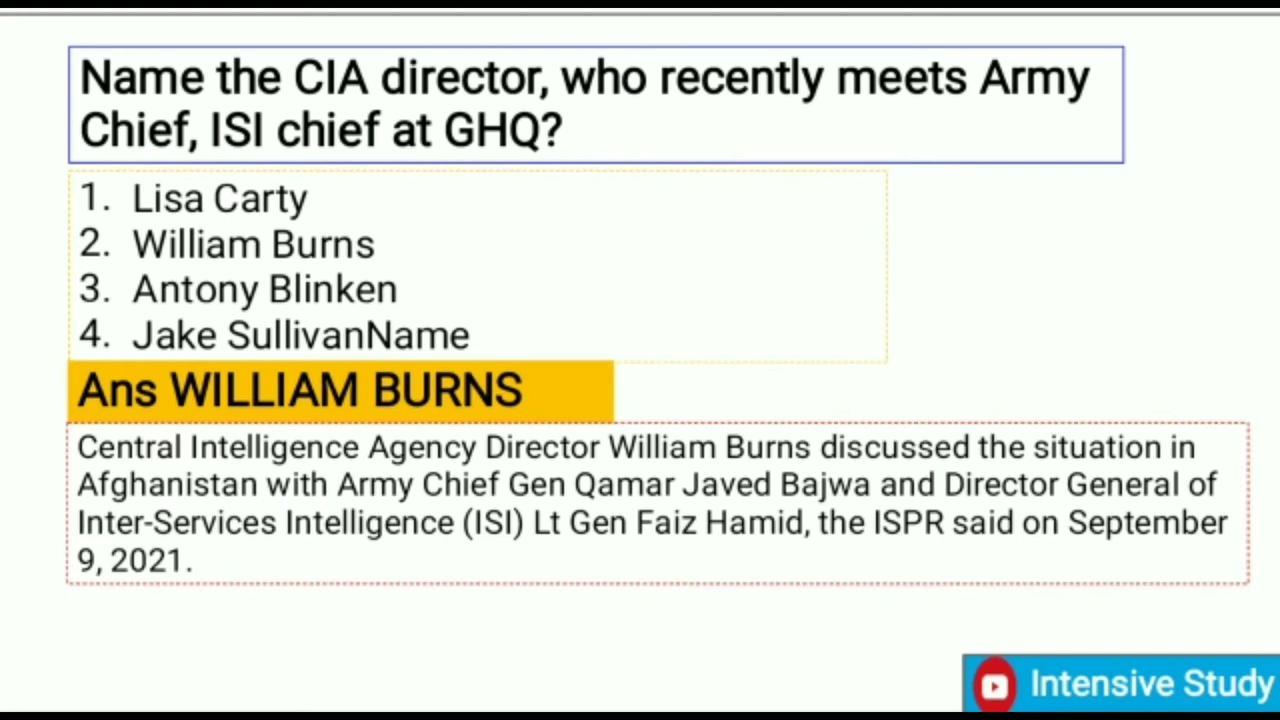 Name the CIA director, who recently meets Army
Chief, ISI chief at GHQ?
1. Lisa Carty
2. William Burns
3. Antony Blinken
4. Jake SullivanName
Ans WILLIAM BURNS
Central Intelligence Agency Director William Burns discussed the situation in
Afghanistan with Army Chief Gen Qamar Javed Bajwa and Director General of
Inter-Services Intelligence (ISI) Lt Gen Faiz Hamid, the ISPR said on September
9, 2021.
Intensive Study